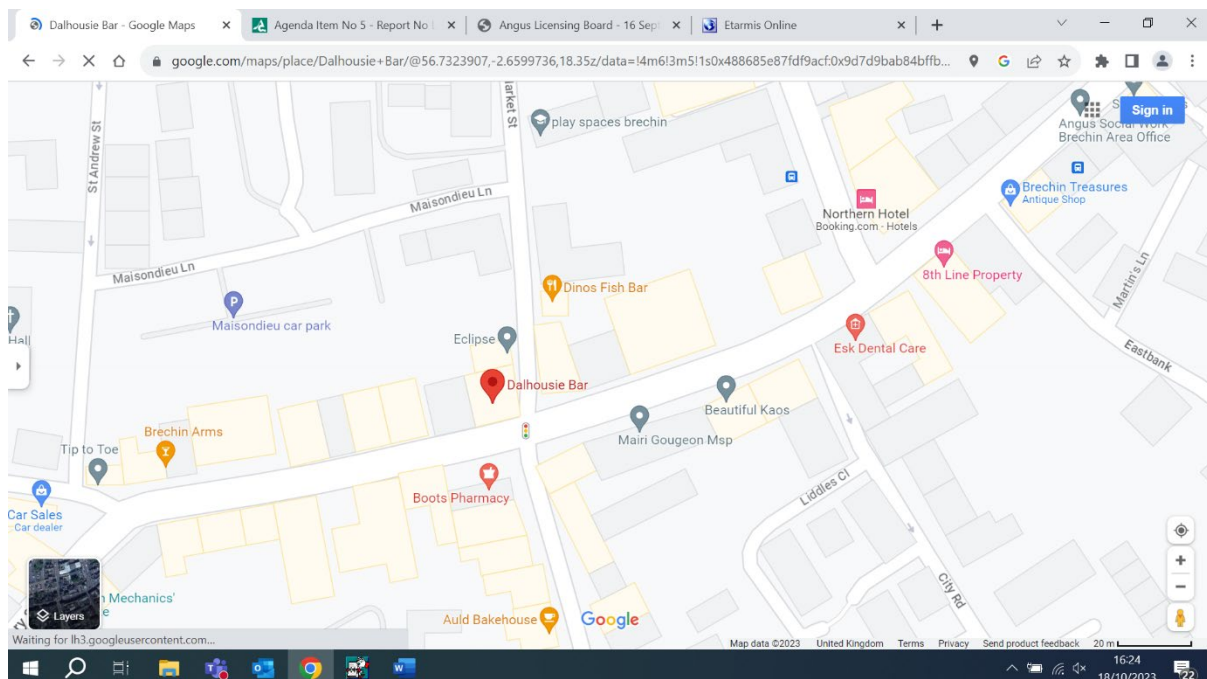 Dalhousie Bar - Google Maps
Agenda Item No 5 - Report No
Angus Licensing Board - 16 Sep
Etarmis Online
google.com/maps/place/Dalhousie+Bar/@56.7323907,-2.6599736,18.35z/data=!4m6!3m5!1s0x488685e87fdf9acf:0x9d7d9bab84bffb...
Sign in
Market St
St Andrew St
play spaces brechin
Angus Social Work
Brechin Area Office
Maisondieu Ln
Brechin Treasures
Antique Shop
Northern Hotel
Booking.com - Hotels
8th Line Property
Martin's Ln
Maisondieu Ln
Dinos Fish Bar
P
Maisondieu car park
Hall
Eclipse
Esk Dental Care
Eastbank
Dalhousie Bar
Beautiful Kaos
Brechin Arms
Mairi Gougeon Msp
Tip to Toe
Boots Pharmacy
Liddles Cl
Car Sales
Car dealer
City Rd
Mechanics'
Layers
Auld Bakehouse
Google
Waiting for lh3.googleusercontent.com...
Map data ©2023 United Kingdom Terms Privacy Send product feedback 20 m
16:24
18/10/2023
22